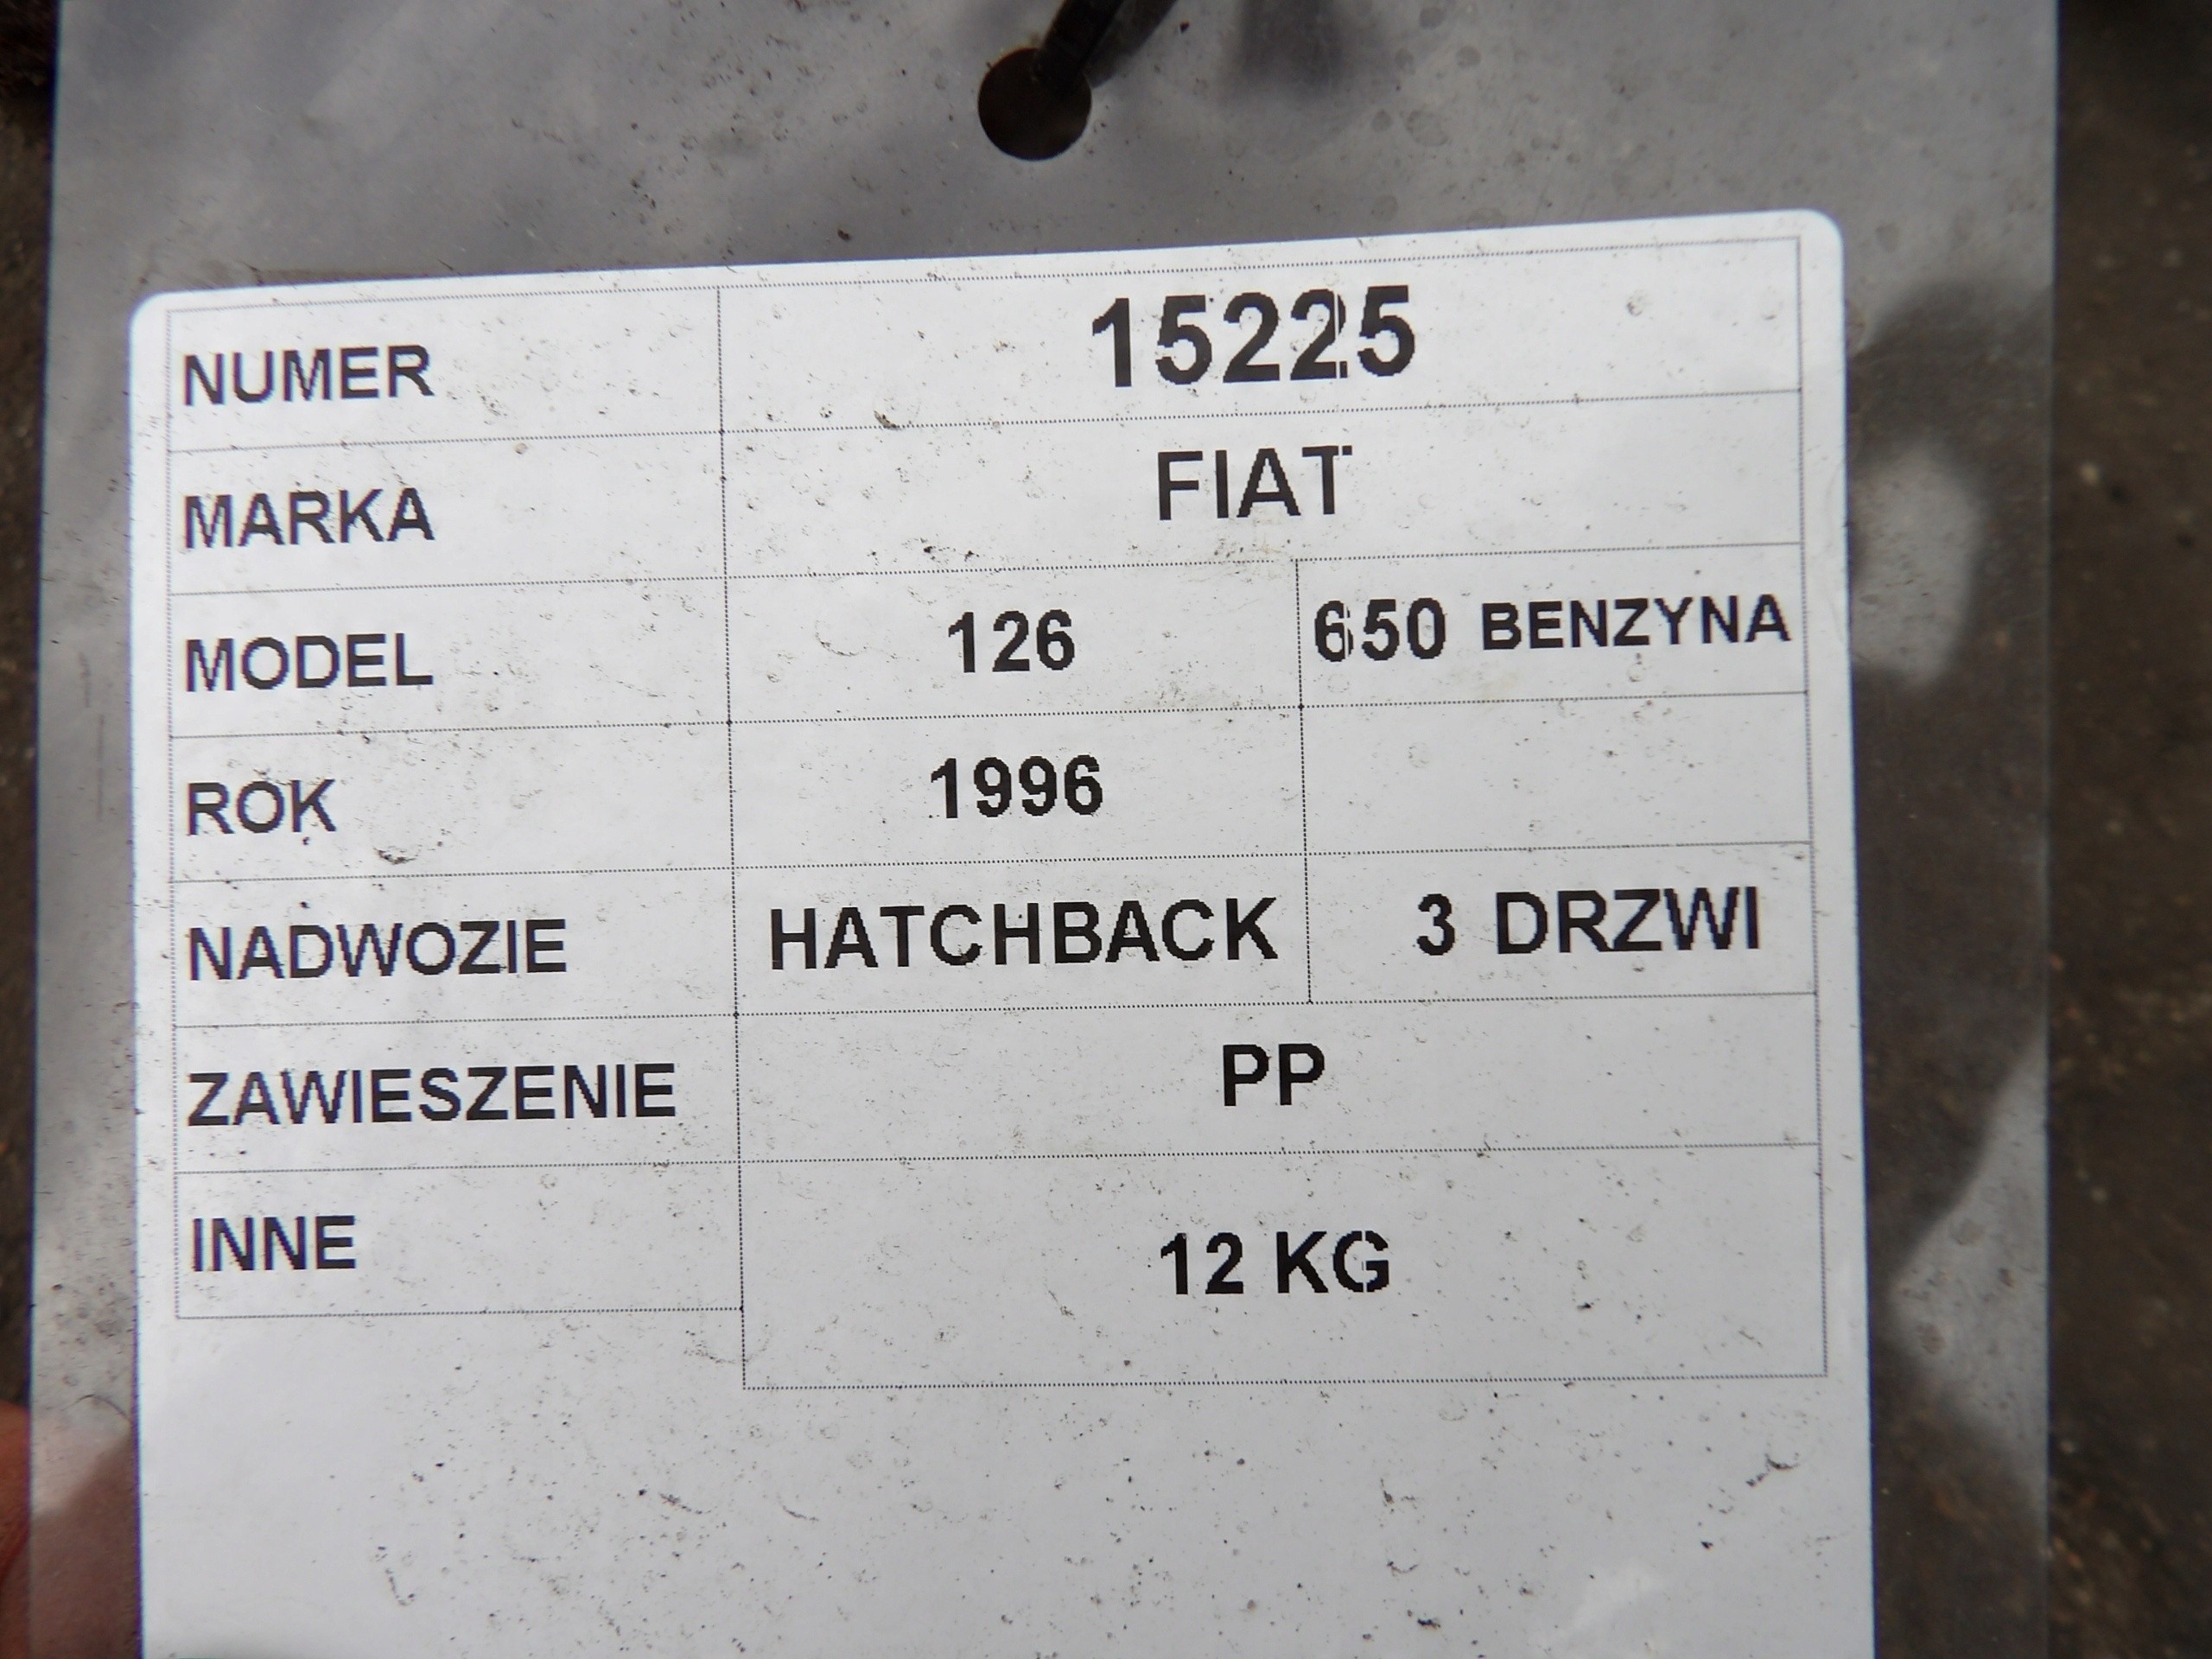 NUMER 15225
MARKA FIAT
MODEL 126 650 BENZYNA
ROK 1996
NADWOZIE HATCHBACK 3 DRZWI
ZAWIESZENIE PP
INNE 12 KG